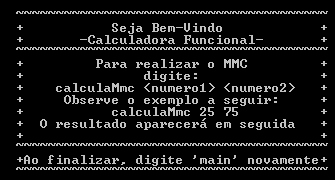 +~~~~~~~~~~~~~~~~~~~~~~~~~~~~~~~~~~~~~~+
+ Seja Bem-Vindo +
+ -Calculadora Funcional- +
+~~~~~~~~~~~~~~~~~~~~~~~~~~~~~~~~~~~~~~+
+ Para realizar o MMC +
+ digite: +
+ calculaMmc <numero1> <numero2> +
+ Observe o exemplo a seguir: +
+ calculaMmc 25 75 +
+ O resultado aparecerá em seguida +
+ +
+~~~~~~~~~~~~~~~~~~~~~~~~~~~~~~~~~~~~~~+
+Ao finalizar, digite 'main' novamente+
+~~~~~~~~~~~~~~~~~~~~~~~~~~~~~~~~~~~~~~+